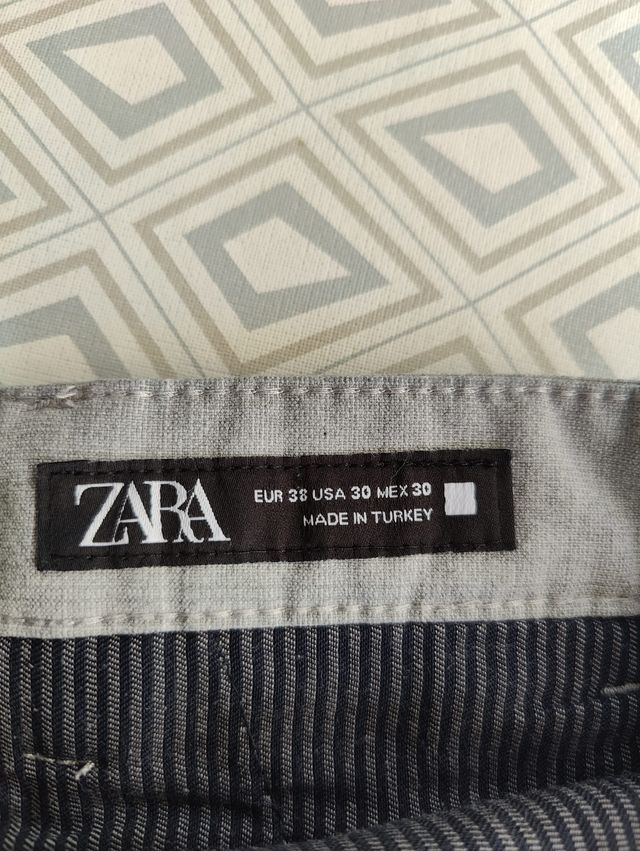 ZARA
EUR 38 USA 30 MEX 30
MADE IN TURKEY